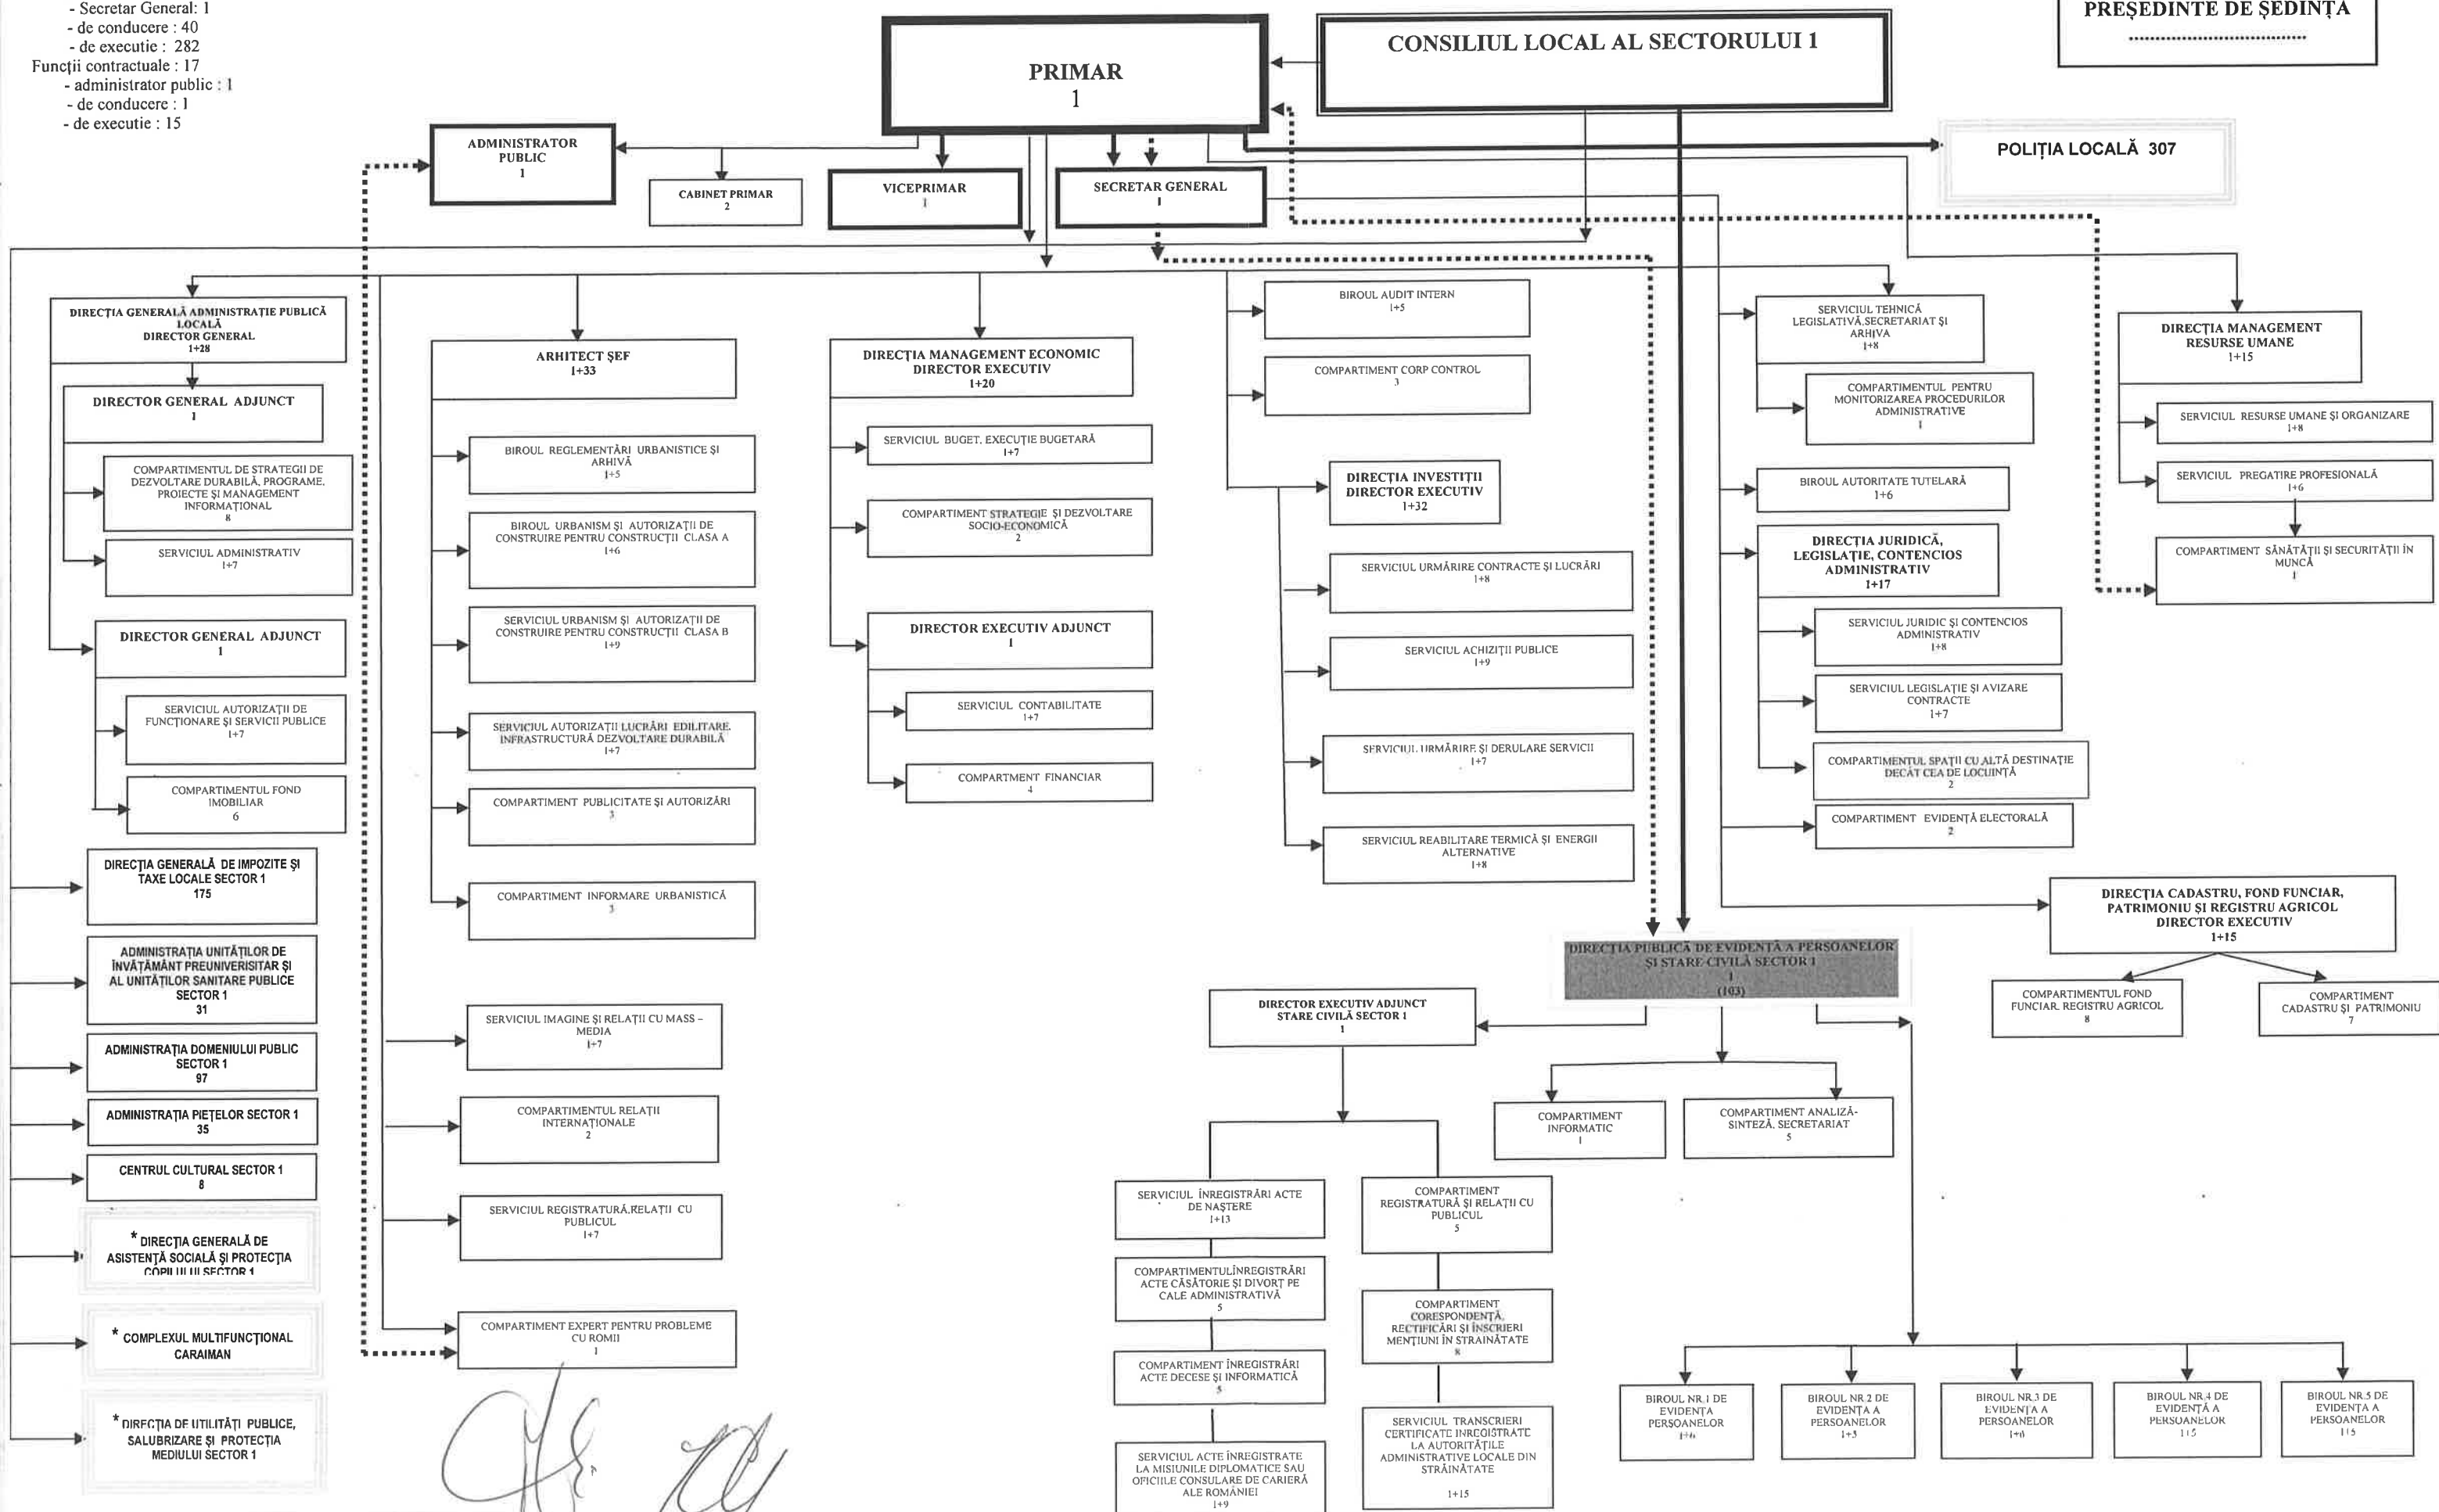 - Secretar General: 1
- de conducere : 40
- de executie : 282
Funcții contractuale : 17
- administrator public : 1
- de conducere : 1
- de executie : 15
PREȘEDINTE DE ȘEDINȚA
................................
CONSILIUL LOCAL AL SECTORULUI 1
PRIMAR
1
POLIȚIA LOCALĂ 307
ADMINISTRATOR
PUBLIC
1
CABINET PRIMAR
2
VICEPRIMAR
1
SECRETAR GENERAL
1
DIRECȚIA GENERALĂ ADMINISTRAȚIE PUBLICĂ
LOCALĂ
DIRECTOR GENERAL
1+28
DIRECTOR GENERAL ADJUNCT
1
COMPARTIMENTUL DE STRATEGII DE
DEZVOLTARE DURABILĂ, PROGRAME,
PROIECTE ȘI MANAGEMENT
INFORMAȚIONAL
8
SERVICIUL ADMINISTRATIV
1+7
DIRECTOR GENERAL ADJUNCT
1
SERVICIUL AUTORIZAȚII DE
FUNCȚIONARE ȘI SERVICII PUBLICE
1+7
COMPARTIMENTUL FOND
IMOBILIAR
6
DIRECȚIA GENERALĂ DE IMPOZITE ȘI
TAXE LOCALE SECTOR 1
175
ADMINISTRAȚIA UNITĂȚILOR DE
ÎNVĂȚĂMÂNT PREUNIVERISITAR ȘI
AL UNITĂȚILOR SANITARE PUBLICE
SECTOR 1
31
ADMINISTRAȚIA DOMENIULUI PUBLIC
SECTOR 1
97
ADMINISTRAȚIA PIEȚELOR SECTOR 1
35
CENTRUL CULTURAL SECTOR 1
8
* DIRECȚIA GENERALĂ DE
ASISTENȚĂ SOCIALĂ ȘI PROTECȚIA
COPILULUI SECTOR 1
* COMPLEXUL MULTIFUNCȚIONAL
CARAIMAN
* DIRECȚIA DE UTILITĂȚI PUBLICE,
SALUBRIZARE ȘI PROTECȚIA
MEDIULUI SECTOR 1
ARHITECT ȘEF
1+33
BIROUL REGLEMENTĂRI URBANISTICE ȘI
ARHIVĂ
1+5
BIROUL URBANISM ȘI AUTORIZAȚII DE
CONSTRUIRE PENTRU CONSTRUCȚII CLASA A
1+6
SERVICIUL URBANISM ȘI AUTORIZAȚII DE
CONSTRUIRE PENTRU CONSTRUCȚII CLASA B
1+9
SERVICIUL AUTORIZAȚII LUCRĂRI EDILITARE,
INFRASTRUCTURĂ DEZVOLTARE DURABILĂ
1+7
COMPARTIMENT PUBLICITATE ȘI AUTORIZĂRI
3
COMPARTIMENT INFORMARE URBANISTICĂ
3
SERVICIUL IMAGINE ȘI RELAȚII CU MASS –
MEDIA
1+7
COMPARTIMENTUL RELAȚII
INTERNAȚIONALE
2
SERVICIUL REGISTRATURĂ,RELAȚII CU
PUBLICUL
1+7
COMPARTIMENT EXPERT PENTRU PROBLEME
CU ROMII
1
DIRECȚIA MANAGEMENT ECONOMIC
DIRECTOR EXECUTIV
1+20
SERVICIUL BUGET, EXECUȚIE BUGETARĂ
1+7
COMPARTIMENT STRATEGIE ȘI DEZVOLTARE
SOCIO-ECONOMICĂ
2
DIRECTOR EXECUTIV ADJUNCT
1
SERVICIUL CONTABILITATE
1+7
COMPARTMENT FINANCIAR
4
BIROUL AUDIT INTERN
1+5
COMPARTIMENT CORP CONTROL
3
DIRECȚIA INVESTIȚII
DIRECTOR EXECUTIV
1+32
SERVICIUL URMĂRIRE CONTRACTE ȘI LUCRĂRI
1+8
SERVICIUL ACHIZIȚII PUBLICE
1+9
SERVICIUL URMĂRIRE ȘI DERULARE SERVICII
1+7
SERVICIUL REABILITARE TERMICĂ ȘI ENERGII
ALTERNATIVE
1+8
SERVICIUL TEHNICĂ
LEGISLATIVĂ,SECRETARIAT ȘI
ARHIVA
1+8
COMPARTIMENTUL PENTRU
MONITORIZAREA PROCEDURILOR
ADMINISTRATIVE
1
BIROUL AUTORITATE TUTELARĂ
1+6
DIRECȚIA JURIDICĂ,
LEGISLAȚIE, CONTENCIOS
ADMINISTRATIV
1+17
SERVICIUL JURIDIC ȘI CONTENCIOS
ADMINISTRATIV
1+8
SERVICIUL LEGISLAȚIE ȘI AVIZARE
CONTRACTE
1+7
COMPARTIMENTUL SPAȚII CU ALTĂ DESTINAȚIE
DECÂT CEA DE LOCUINȚĂ
2
COMPARTIMENT EVIDENȚĂ ELECTORALĂ
2
DIRECȚIA MANAGEMENT
RESURSE UMANE
1+15
SERVICIUL RESURSE UMANE ȘI ORGANIZARE
1+8
SERVICIUL PREGATIRE PROFESIONALĂ
1+6
COMPARTIMENT SĂNĂTĂȚII ȘI SECURITĂȚII ÎN
MUNCĂ
1
DIRECȚIA CADASTRU, FOND FUNCIAR,
PATRIMONIU ȘI REGISTRU AGRICOL
DIRECTOR EXECUTIV
1+15
COMPARTIMENTUL FOND
FUNCIAR, REGISTRU AGRICOL
8
COMPARTIMENT
CADASTRU ȘI PATRIMONIU
7
DIRECȚIA PUBLICĂ DE EVIDENȚĂ A PERSOANELOR
ȘI STARE CIVILĂ SECTOR 1
1
(103)
DIRECTOR EXECUTIV ADJUNCT
STARE CIVILĂ SECTOR 1
1
COMPARTIMENT
INFORMATIC
1
COMPARTIMENT ANALIZĂ-
SINTEZĂ, SECRETARIAT
5
SERVICIUL ÎNREGISTRĂRI ACTE
DE NAȘTERE
1+13
COMPARTIMENTULÎNREGISTRĂRI
ACTE CĂSĂTORIE ȘI DIVORȚ PE
CALE ADMINISTRATIVĂ
5
COMPARTIMENT ÎNREGISTRĂRI
ACTE DECESE ȘI INFORMATICĂ
5
SERVICIUL ACTE ÎNREGISTRATE
LA MISIUNILE DIPLOMATICE SAU
OFICIILE CONSULARE DE CARIERĂ
ALE ROMÂNIEI
1+9
COMPARTIMENT
REGISTRATURĂ ȘI RELAȚII CU
PUBLICUL
5
COMPARTIMENT
CORESPONDENȚĂ,
RECTIFICĂRI ȘI ÎNSCRIERI
MENȚIUNI ÎN STRAINĂTATE
8
SERVICIUL TRANSCRIERI
CERTIFICATE INREGISTRATE
LA AUTORITĂȚILE
ADMINISTRATIVE LOCALE DIN
STRĂINĂTATE
1+15
BIROUL NR.1 DE
EVIDENȚA
PERSOANELOR
1+6
BIROUL NR.2 DE
EVIDENȚA A
PERSOANELOR
1+5
BIROUL NR.3 DE
EVIDENȚA A
PERSOANELOR
1+6
BIROUL NR.4 DE
EVIDENȚĂ A
PERSOANELOR
1+5
BIROUL NR.5 DE
EVIDENȚA A
PERSOANELOR
1+5